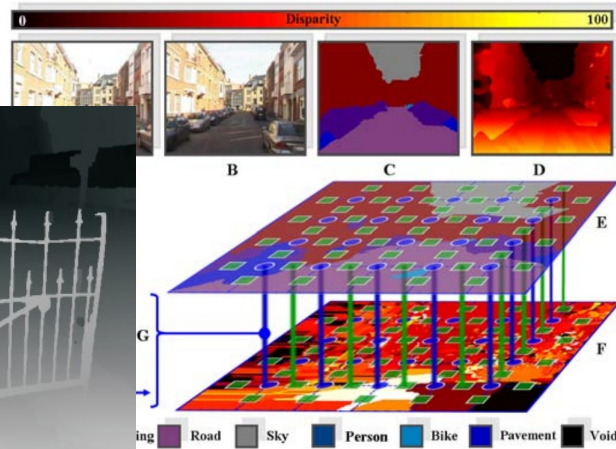 0 Disparity 100
B C D
E
G
F
ing Road Sky Person Bike Pavement Void